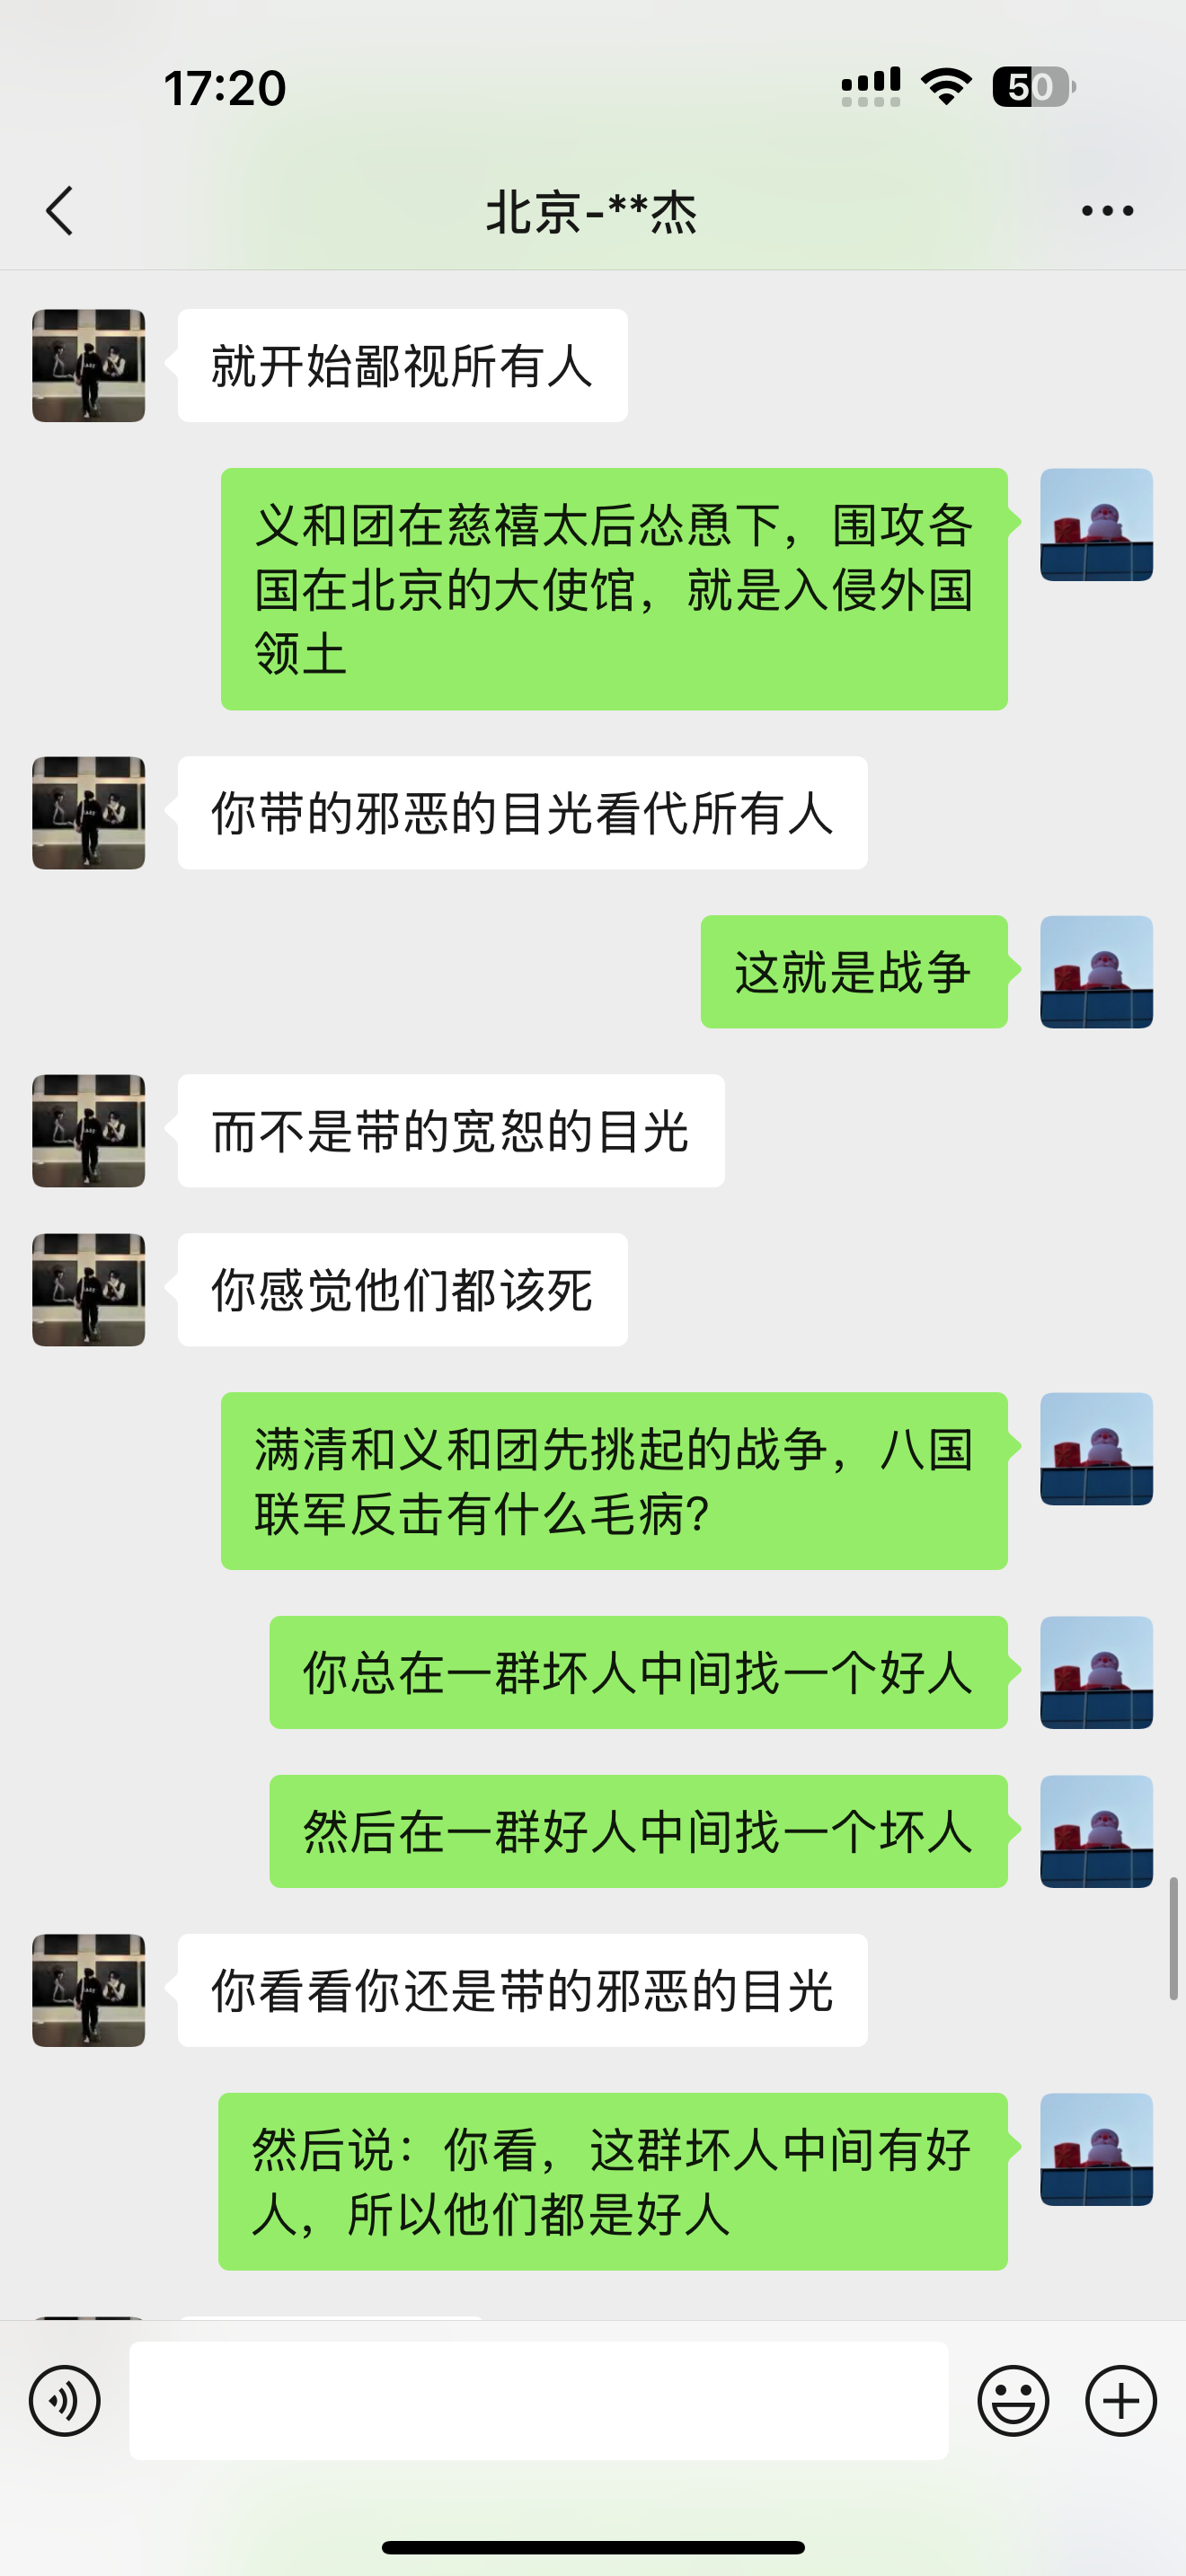 17:20
50
北京-**杰
就开始鄙视所有人
义和团在慈禧太后怂恿下，围攻各
国在北京的大使馆，就是入侵外国
领土
你带的邪恶的目光看代所有人
这就是战争
而不是带的宽恕的目光
你感觉他们都该死
满清和义和团先挑起的战争，八国
联军反击有什么毛病?
你总在一群坏人中间找一个好人
然后在一群好人中间找一个坏人
你看看你还是带的邪恶的目光
然后说：你看，这群坏人中间有好
人，所以他们都是好人